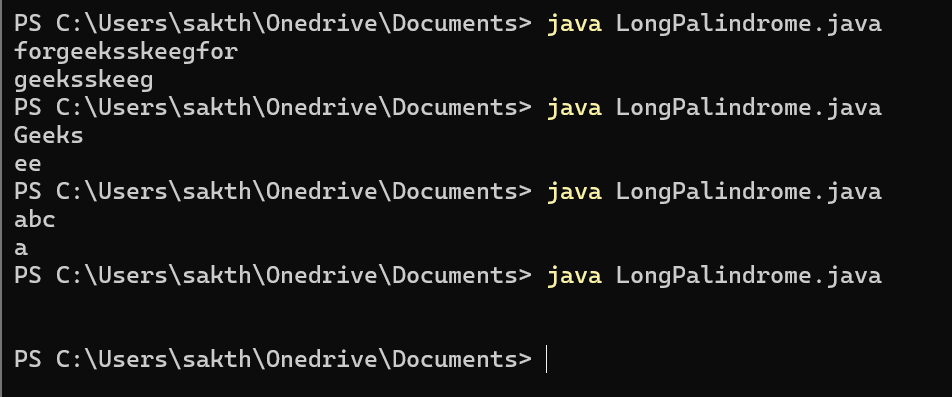 PS C:\Users\sakth\Onedrive\Documents> java LongPalindrome.java
forgeeksskeegfor
geeksskeeg
PS C:\Users\sakth\Onedrive\Documents> java LongPalindrome.java
Geeks
ee
PS C:\Users\sakth\Onedrive\Documents> java LongPalindrome.java
abc
a
PS C:\Users\sakth\Onedrive\Documents> java LongPalindrome.java
PS C:\Users\sakth\Onedrive\Documents>